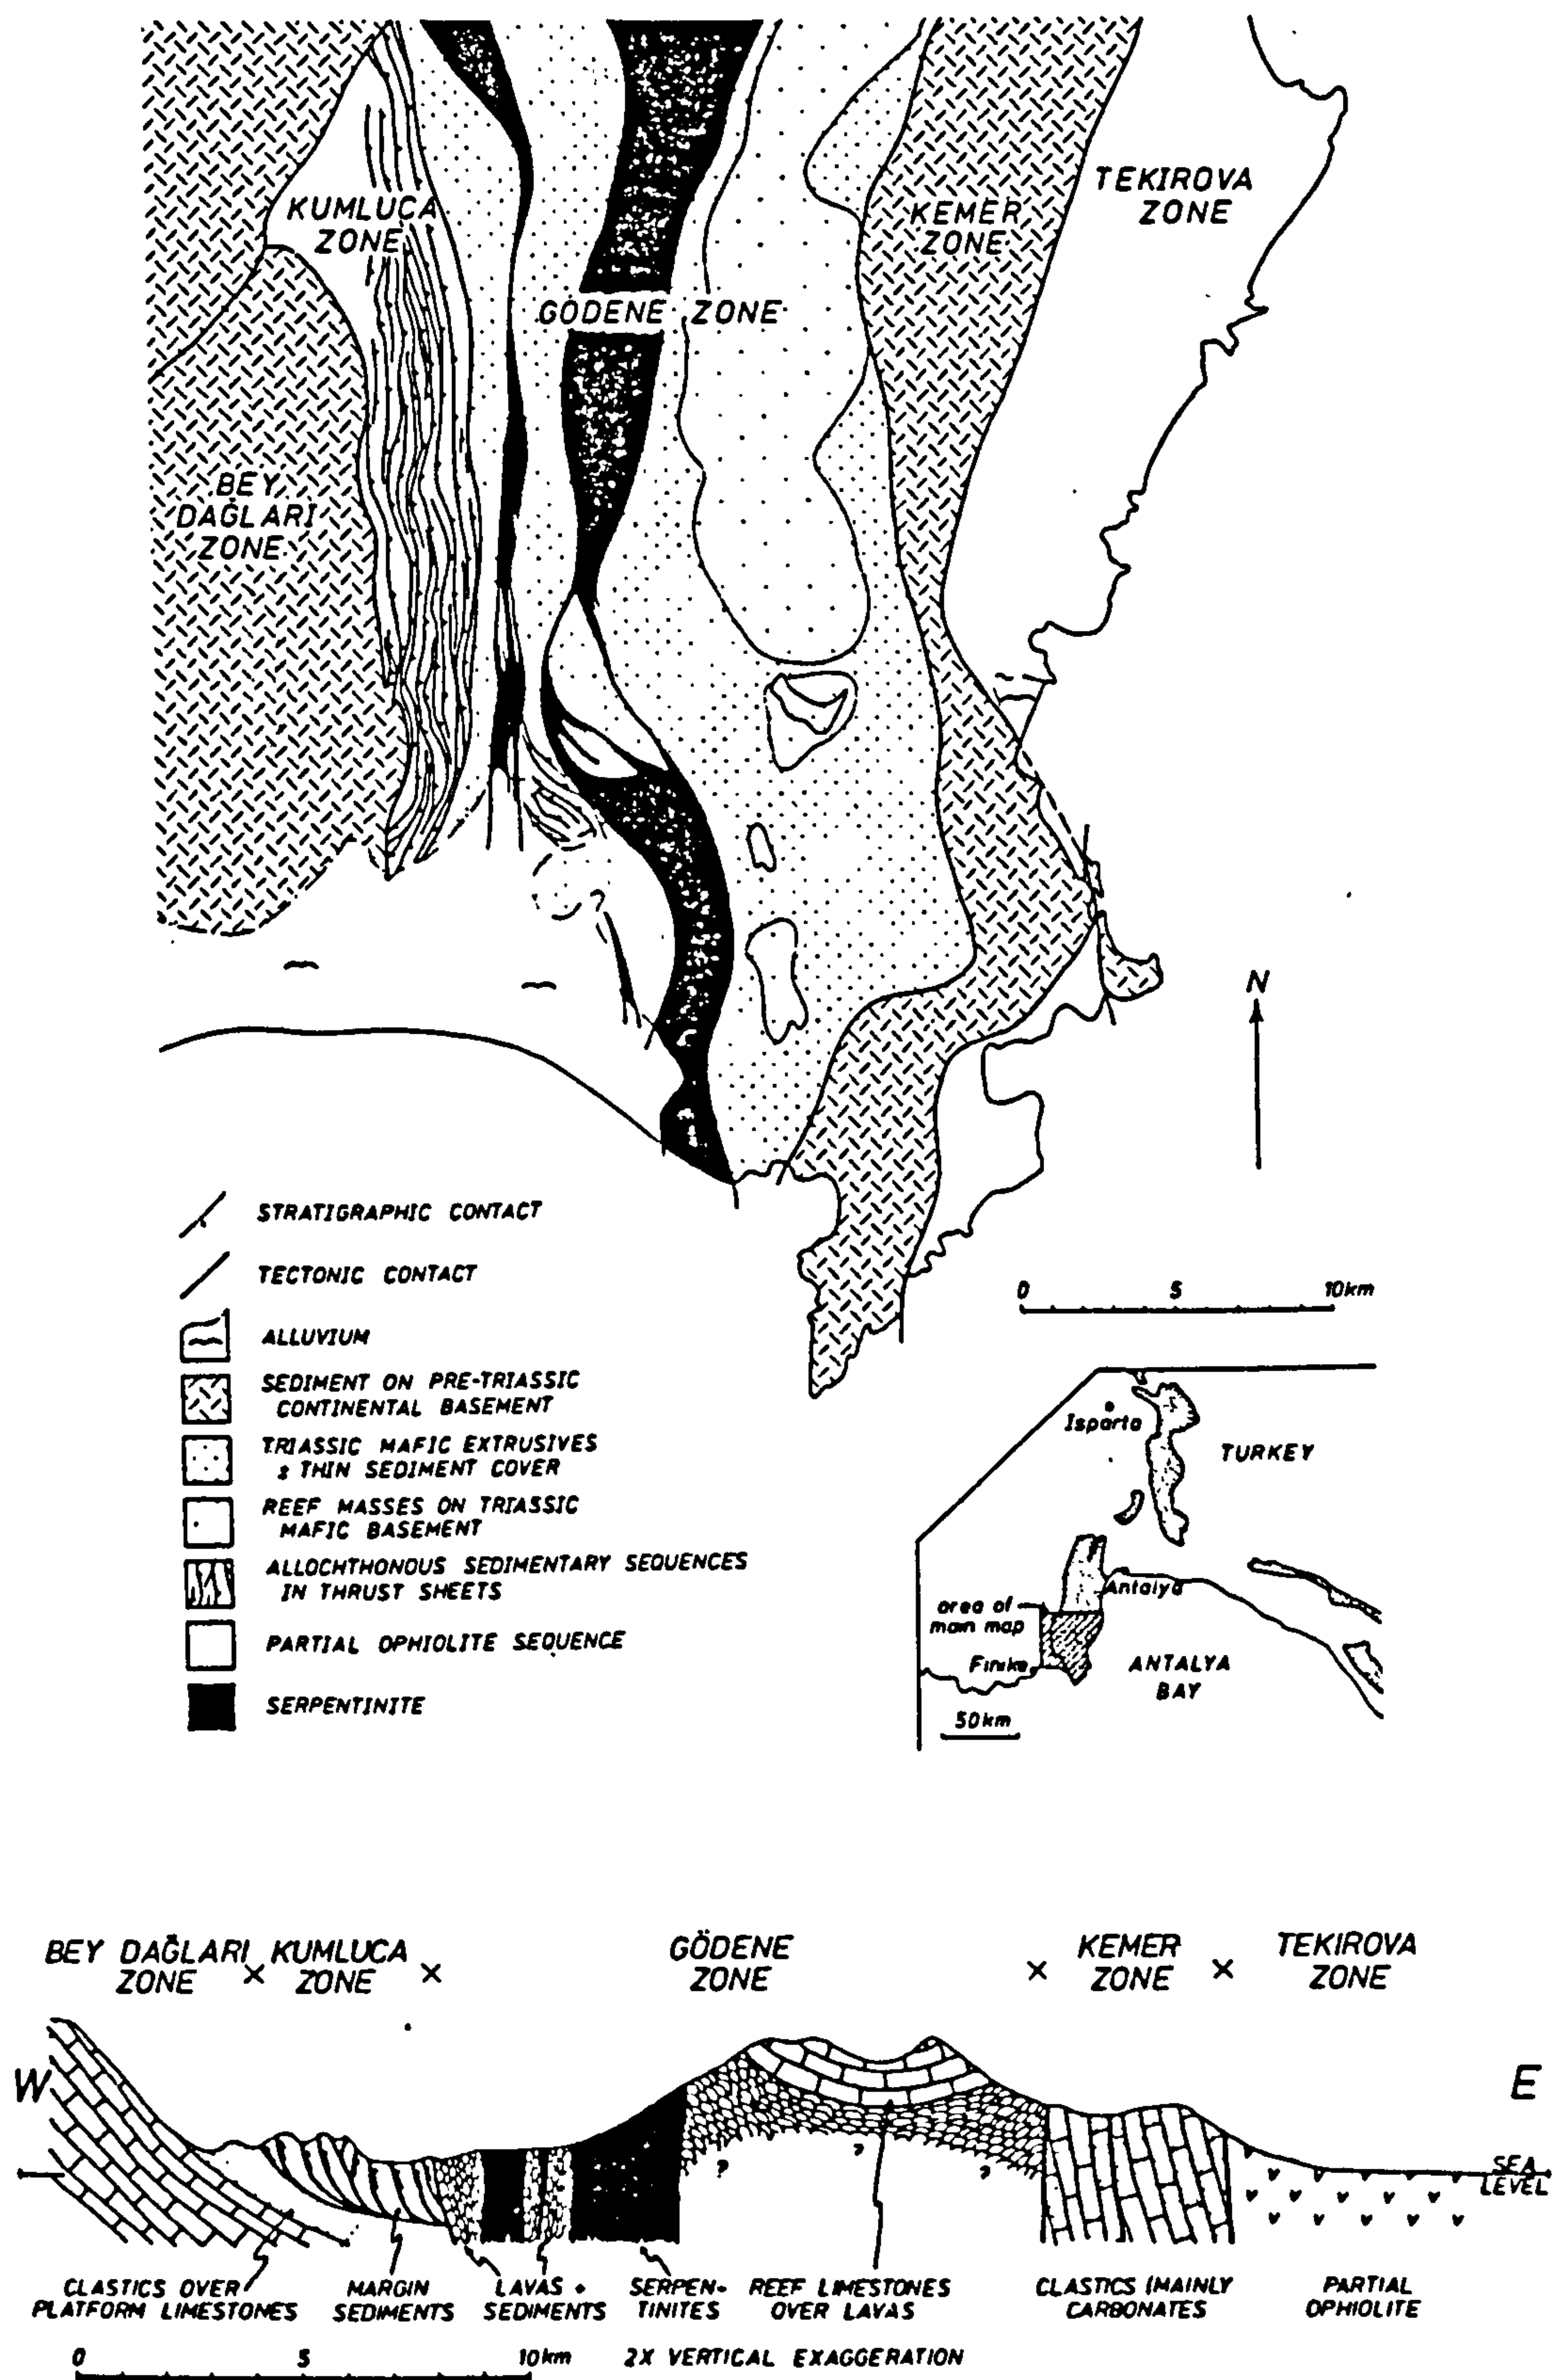 KUMLUCA
ZONE
TEKIROVA
ZONE
KEMER
ZONE
GÖDENE ZONE
BEY
DAĞLARI
ZONE
?
N
STRATIGRAPHIC CONTACT
TECTONIC CONTACT
ALLUVIUM
SEDIMENT ON PRE-TRIASSIC
CONTINENTAL BASEMENT
TRIASSIC MAFIC EXTRUSIVES
± THIN SEDIMENT COVER
REEF MASSES ON TRIASSIC
MAFIC BASEMENT
ALLOCHTHONOUS SEDIMENTARY SEQUENCES
IN THRUST SHEETS
PARTIAL OPHIOLITE SEQUENCE
SERPENTINITE
0 5 10km
Isparta
TURKEY
Antalya
area of
main map
Finike
ANTALYA
BAY
50km
BEY DAĞLARI
ZONE
×
KUMLUCA
ZONE
×
GÖDENE
ZONE
×
KEMER
ZONE
×
TEKIROVA
ZONE
W
E
? ? ?
SEA
LEVEL
CLASTICS OVER
PLATFORM LIMESTONES
MARGIN
SEDIMENTS
LAVAS +
SEDIMENTS
SERPEN-
TINITES
REEF LIMESTONES
OVER LAVAS
CLASTICS (MAINLY
CARBONATES
PARTIAL
OPHIOLITE
0 5 10km
2X VERTICAL EXAGGERATION